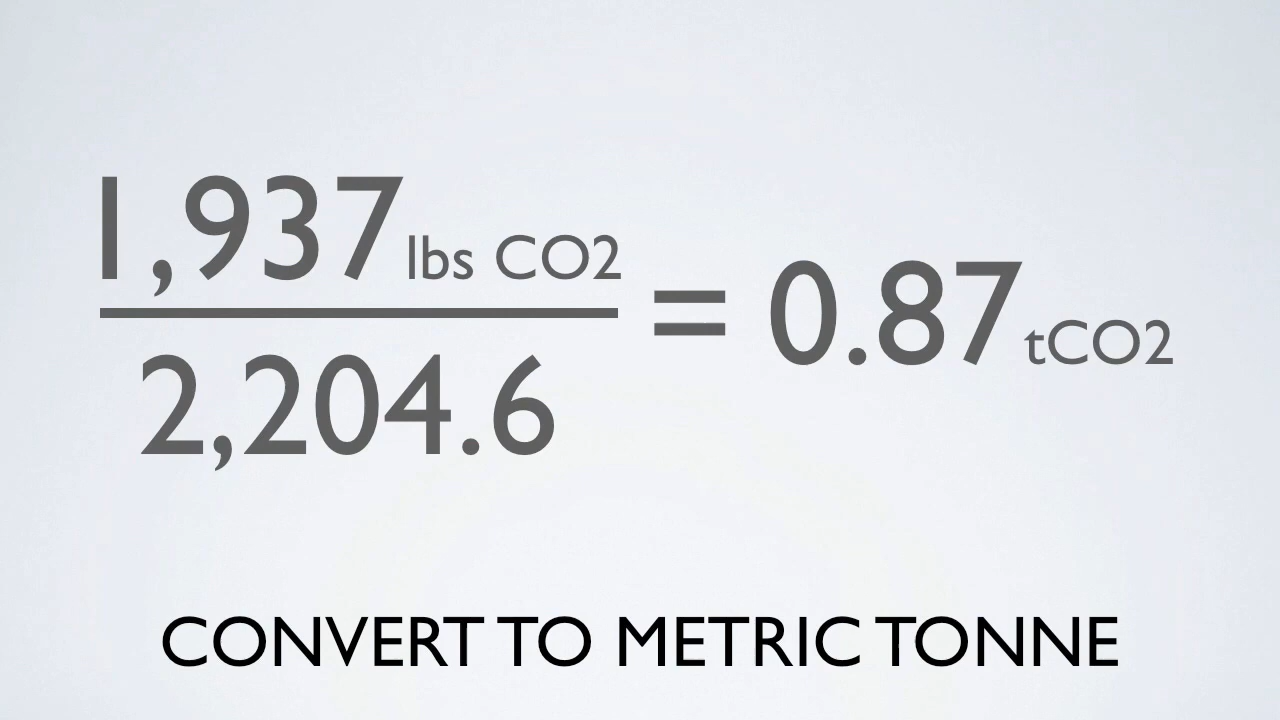 1,937 lbs CO2
2,204.6
= 0.87 tCO2
CONVERT TO METRIC TONNE